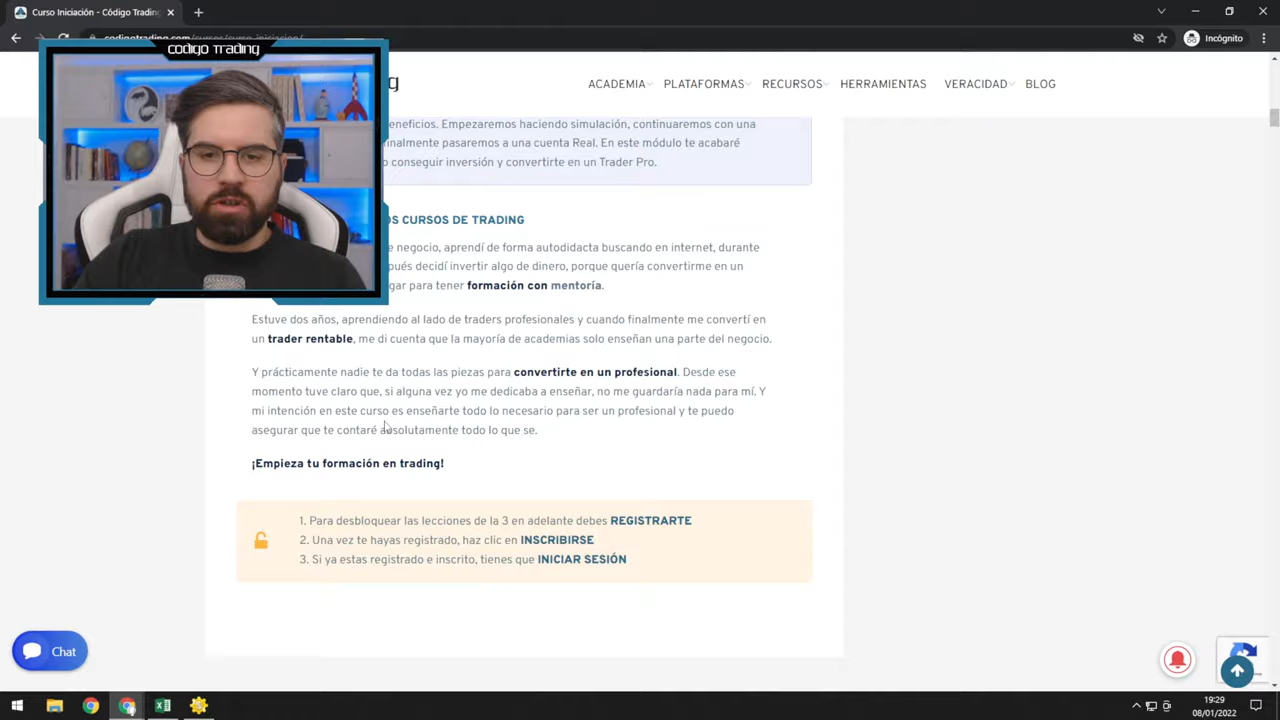 Curso Iniciación - Código Tradin
codigotrading.com/cursos/curso-iniciacion/
Incógnito
CODIGO TRADING
g
ACADEMIA PLATAFORMAS RECURSOS HERRAMIENTAS VERACIDAD BLOG
eneficios. Empezaremos haciendo simulación, continuaremos con una
finalmente pasaremos a una cuenta Real. En este módulo te acabaré
o conseguir inversión y convertirte en un Trader Pro.
OS CURSOS DE TRADING
e negocio, aprendí de forma autodidacta buscando en internet, durante
pués decidí invertir algo de dinero, porque quería convertirme en un
gar para tener formación con mentoría.
Estuve dos años, aprendiendo al lado de traders profesionales y cuando finalmente me convertí en
un trader rentable, me di cuenta que la mayoría de academias solo enseñan una parte del negocio.
Y prácticamente nadie te da todas las piezas para convertirte en un profesional. Desde ese
momento tuve claro que, si alguna vez yo me dedicaba a enseñar, no me guardaría nada para mí. Y
mi intención en este curso es enseñarte todo lo necesario para ser un profesional y te puedo
asegurar que te contaré absolutamente todo lo que se.
¡Empieza tu formación en trading!
1. Para desbloquear las lecciones de la 3 en adelante debes REGISTRARTE
2. Una vez te hayas registrado, haz clic en INSCRIBIRSE
3. Si ya estas registrado e inscrito, tienes que INICIAR SESIÓN
Chat
19:29
08/01/2022